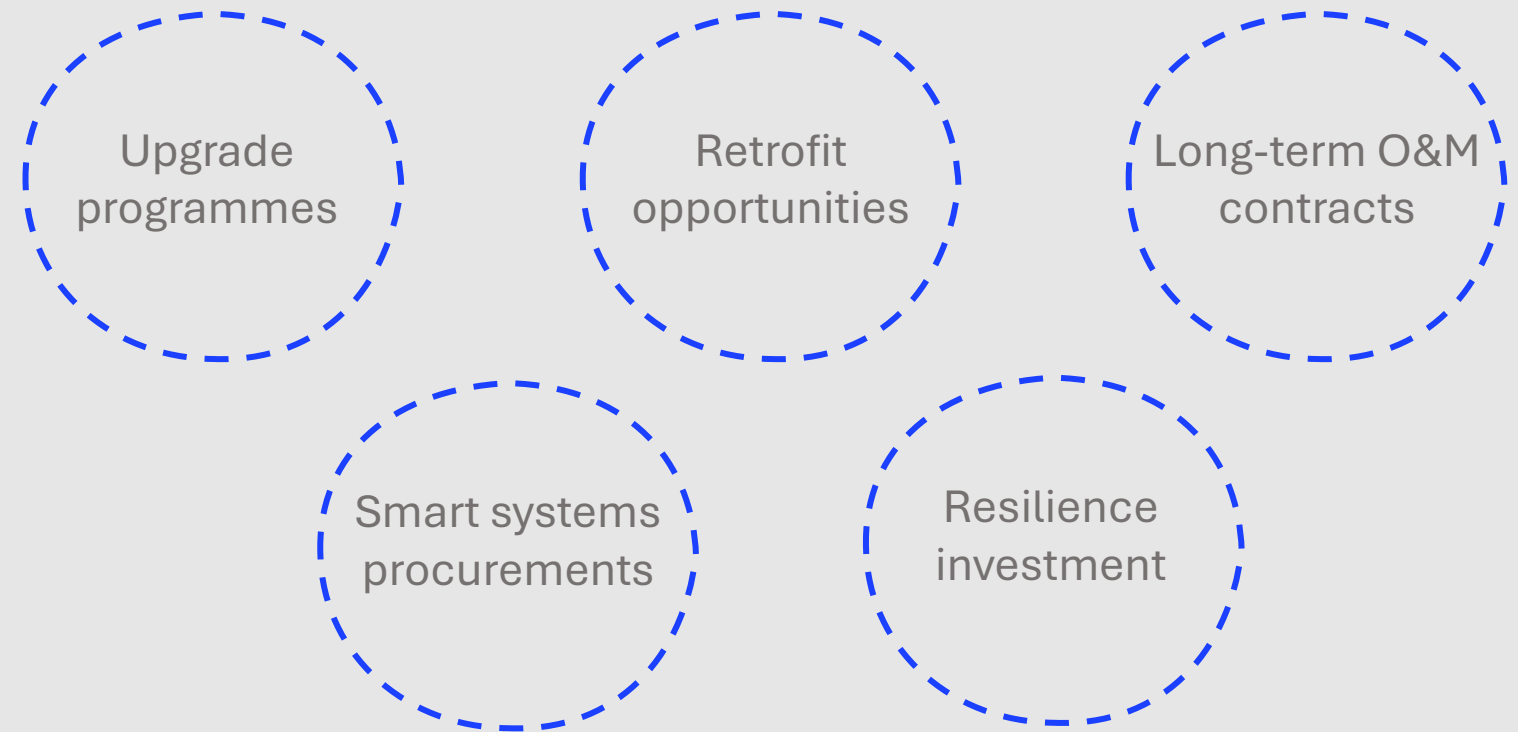 Upgrade
programmes
Retrofit
opportunities
Long-term O&M
contracts
Smart systems
procurements
Resilience
investment